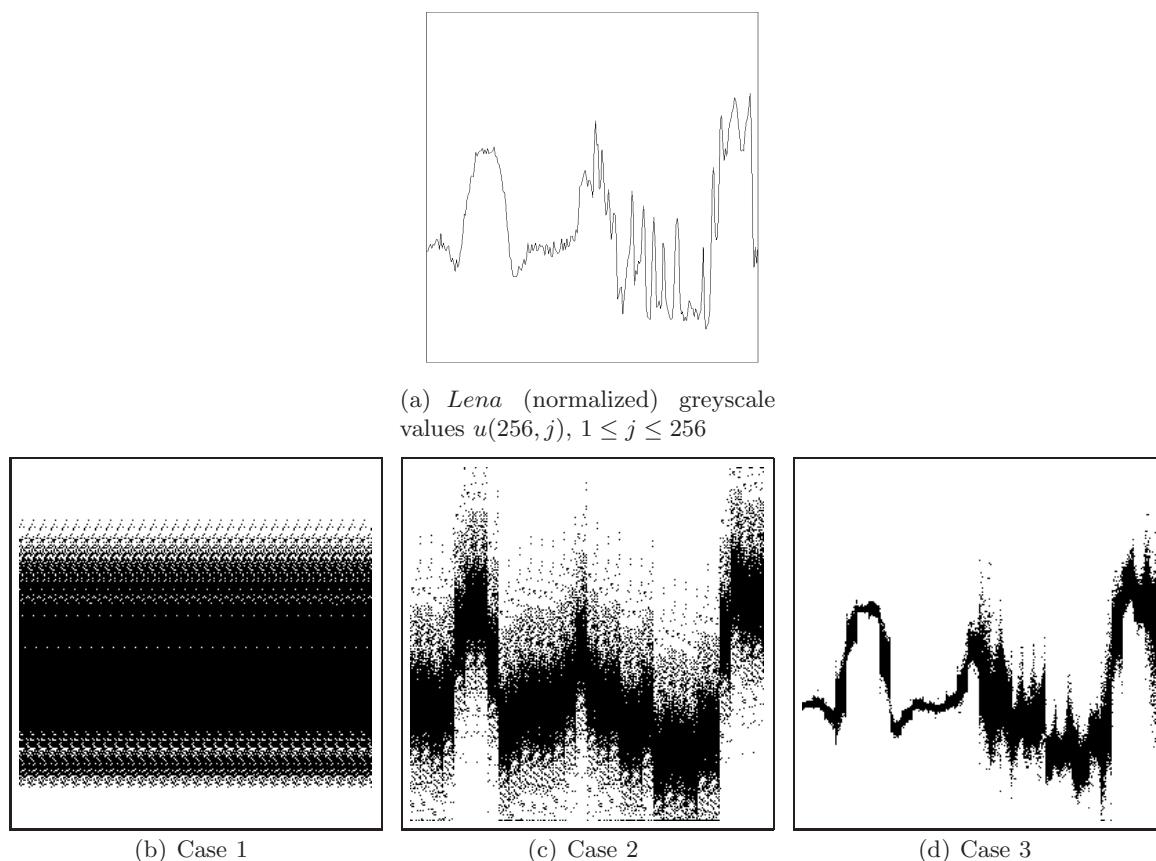 (a) Lena (normalized) greyscale
values u(256, j), 1 ≤ j ≤ 256
(b) Case 1
(c) Case 2
(d) Case 3